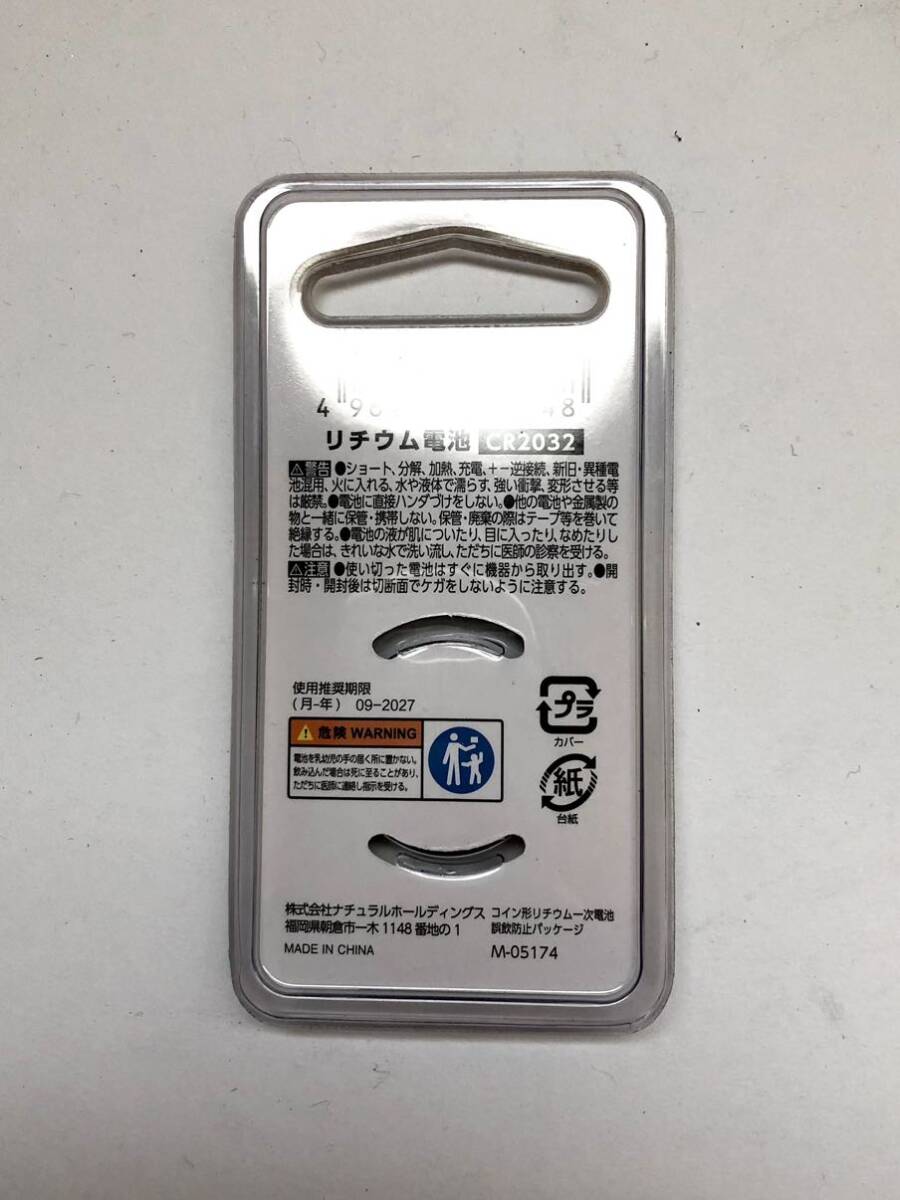 リチウム電池 CR2032
⚠警告 ●ショート、分解、加熱、充電、+−逆接続、新旧・異種電
池混用、火に入れる、水や液体で濡らす、強い衝撃、変形させる等
は厳禁。●電池に直接ハンダづけをしない。●他の電池や金属製の
物と一緒に保管・携帯しない。保管・廃棄の際はテープ等を巻いて
絶縁する。●電池の液が肌についたり、目に入ったり、なめたりし
た場合は、きれいな水で洗い流し、ただちに医師の診察を受ける。
⚠注意 ●使い切った電池はすぐに機器から取り出す。●開
封時・開封後は切断面でケガをしないように注意する。
使用推奨期限
(月-年) 09-2027
⚠ 危険 WARNING
電池を乳幼児の手の届く所に置かない。
飲み込んだ場合は死に至ることがあり、
ただちに医師に連絡し指示を受ける。
プラ
カバー
紙
台紙
株式会社ナチュラルホールディングス
福岡県朝倉市一木1148番地の1
MADE IN CHINA
コイン形リチウム一次電池
誤飲防止パッケージ
M-05174